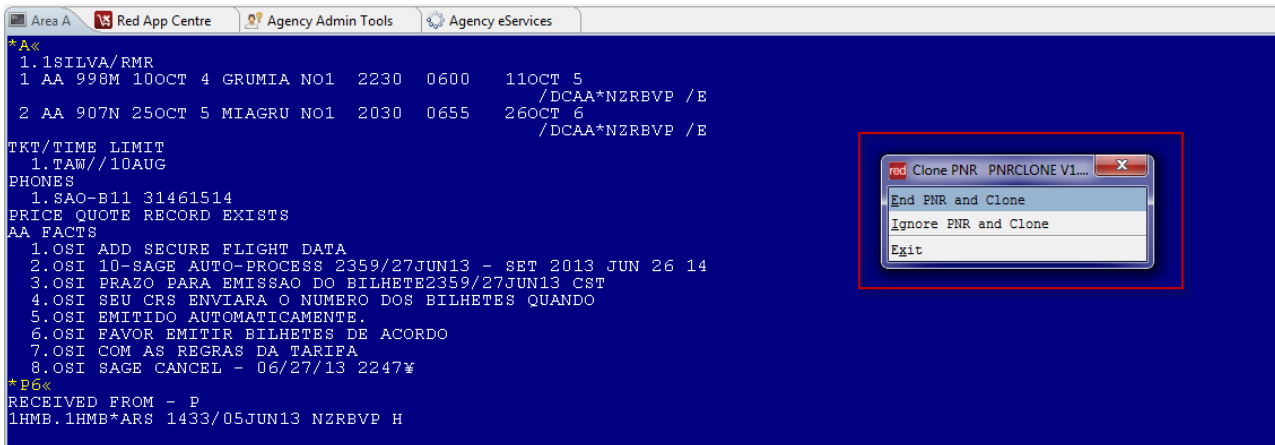 Area A Red App Centre Agency Admin Tools Agency eServices
*A«
1.1SILVA/RMR
1 AA 998M 10OCT 4 GRUMIA NO1 2230 0600 11OCT 5
/DCAA*NZRBVP /E
2 AA 907N 25OCT 5 MIAGRU NO1 2030 0655 26OCT 6
/DCAA*NZRBVP /E
TKT/TIME LIMIT
1.TAW//10AUG
PHONES
1.SAO-B11 31461514
PRICE QUOTE RECORD EXISTS
AA FACTS
1.OSI ADD SECURE FLIGHT DATA
2.OSI 10-SAGE AUTO-PROCESS 2359/27JUN13 - SET 2013 JUN 26 14
3.OSI PRAZO PARA EMISSAO DO BILHETE2359/27JUN13 CST
4.OSI SEU CRS ENVIARA O NUMERO DOS BILHETES QUANDO
5.OSI EMITIDO AUTOMATICAMENTE.
6.OSI FAVOR EMITIR BILHETES DE ACORDO
7.OSI COM AS REGRAS DA TARIFA
8.OSI SAGE CANCEL - 06/27/13 2247¥
*P6«
RECEIVED FROM - P
1HMB.1HMB*ARS 1433/05JUN13 NZRBVP H
red Clone PNR PNRCLONE V1....
End PNR and Clone
Ignore PNR and Clone
Exit